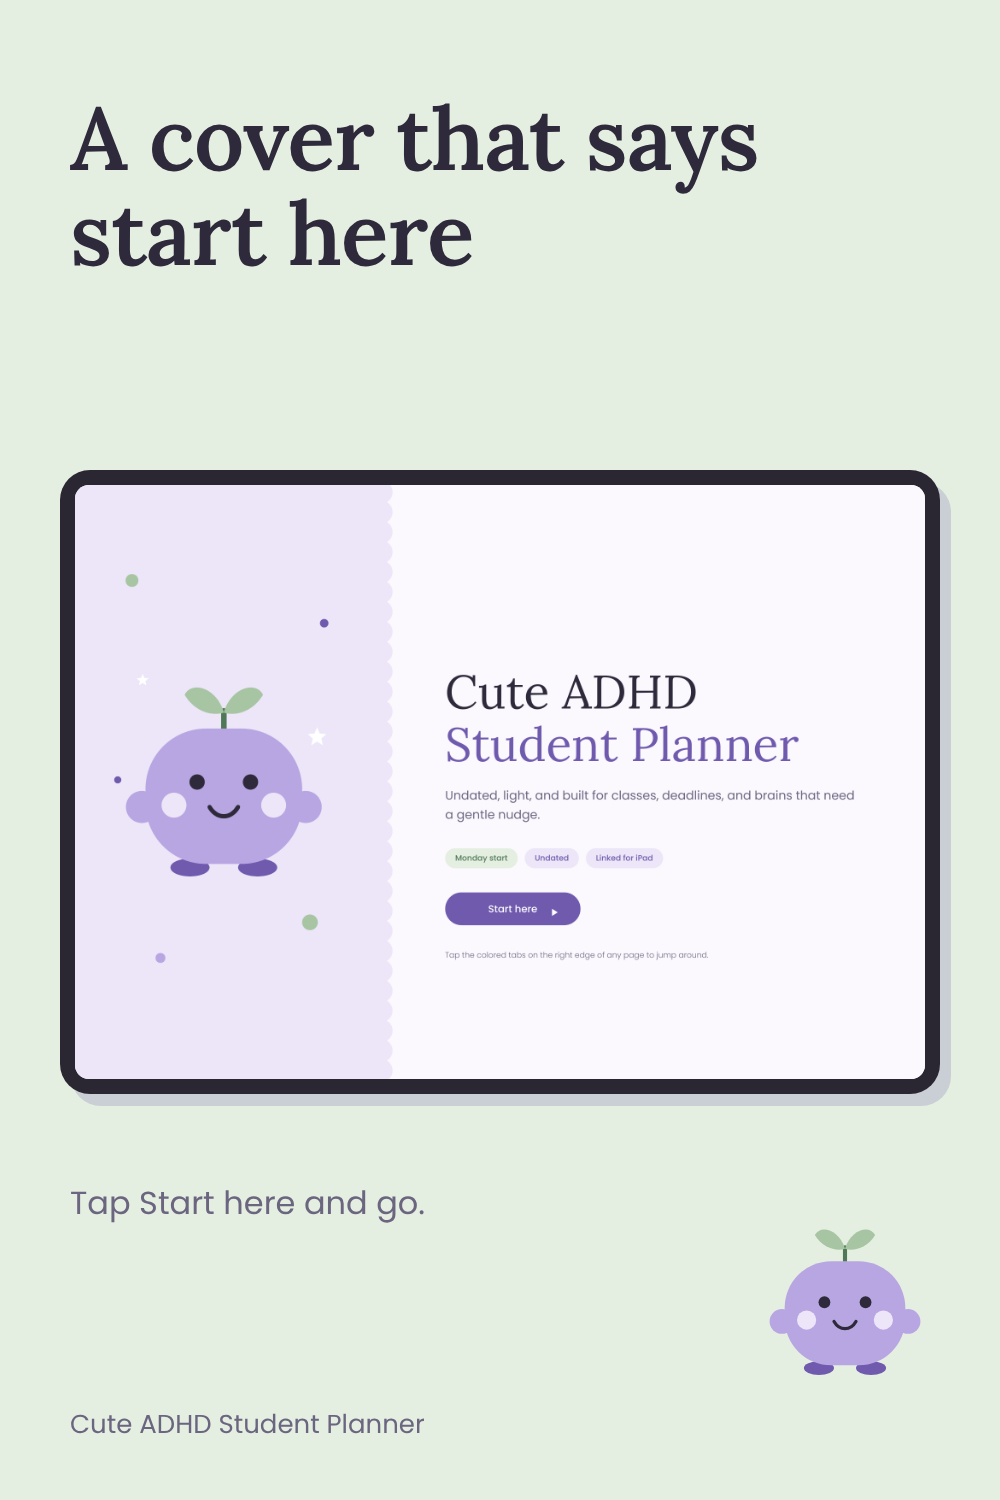 A cover that says
start here
Cute ADHD
Student Planner
Undated, light, and built for classes, deadlines, and brains that need
a gentle nudge.
Monday start Undated Linked for iPad
Start here
Tap the colored tabs on the right edge of any page to jump around.
Tap Start here and go.
Cute ADHD Student Planner